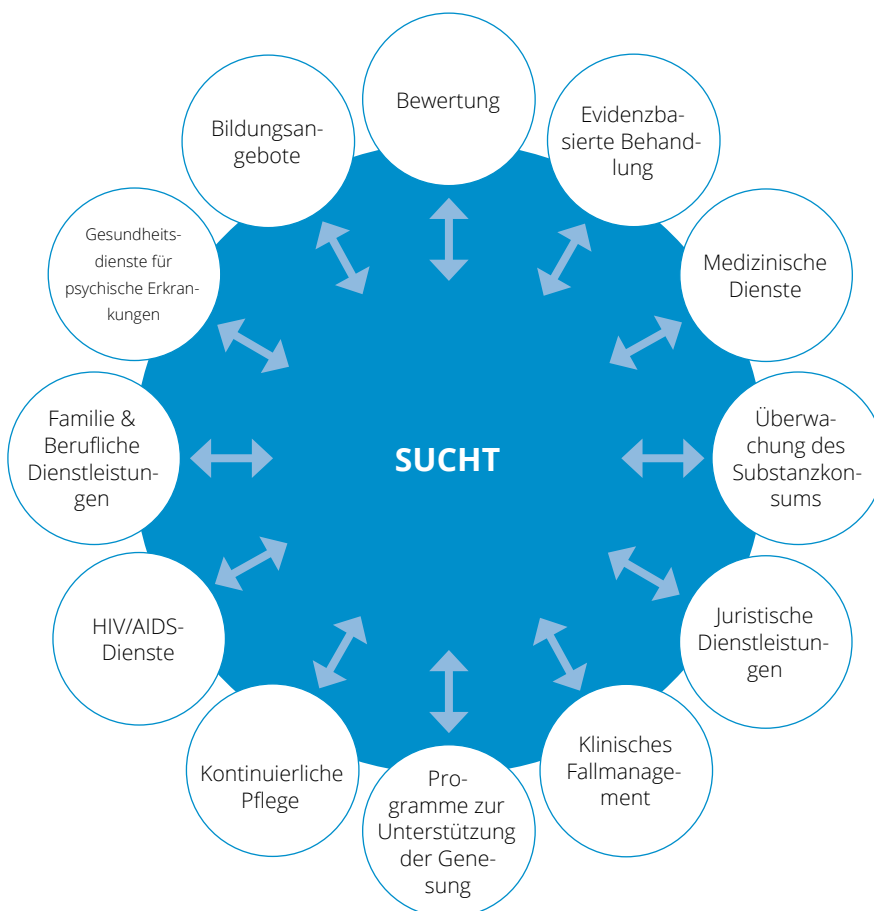 Bewertung
Evidenzba-
sierte Behand-
lung
Medizinische
Dienste
Überwa-
chung des
Substanzkon-
sums
Juristische
Dienstleistun-
gen
Klinisches
Fallmanage-
ment
Pro-
gramme zur
Unterstützung
der Gene-
sung
Kontinuierliche
Pflege
HIV/AIDS-
Dienste
Familie &
Berufliche
Dienstleistun-
gen
Gesundheits-
dienste für
psychische Erkran-
kungen
Bildungsan-
gebote
SUCHT